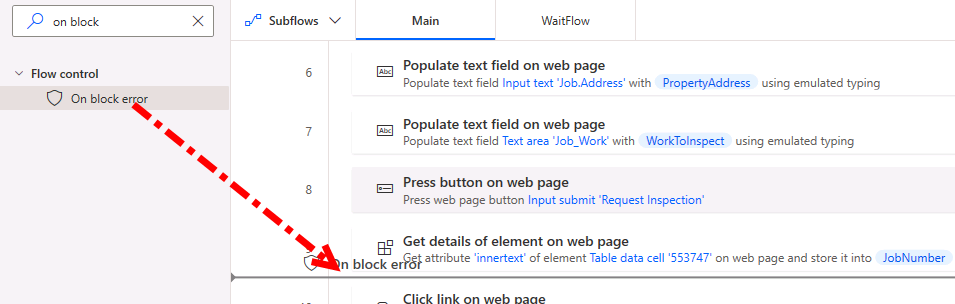 on block
Flow control
On block error
Subflows Main WaitFlow
6 Abc Populate text field on web page
Populate text field Input text 'Job.Address' with PropertyAddress using emulated typing
7 Abc Populate text field on web page
Populate text field Text area 'Job_Work' with WorkToInspect using emulated typing
8 Press button on web page
Press web page button Input submit 'Request Inspection'
Get details of element on web page
Get attribute 'innertext' of element Table data cell '553747' on web page and store it into JobNumber
On block error
Click link on web page